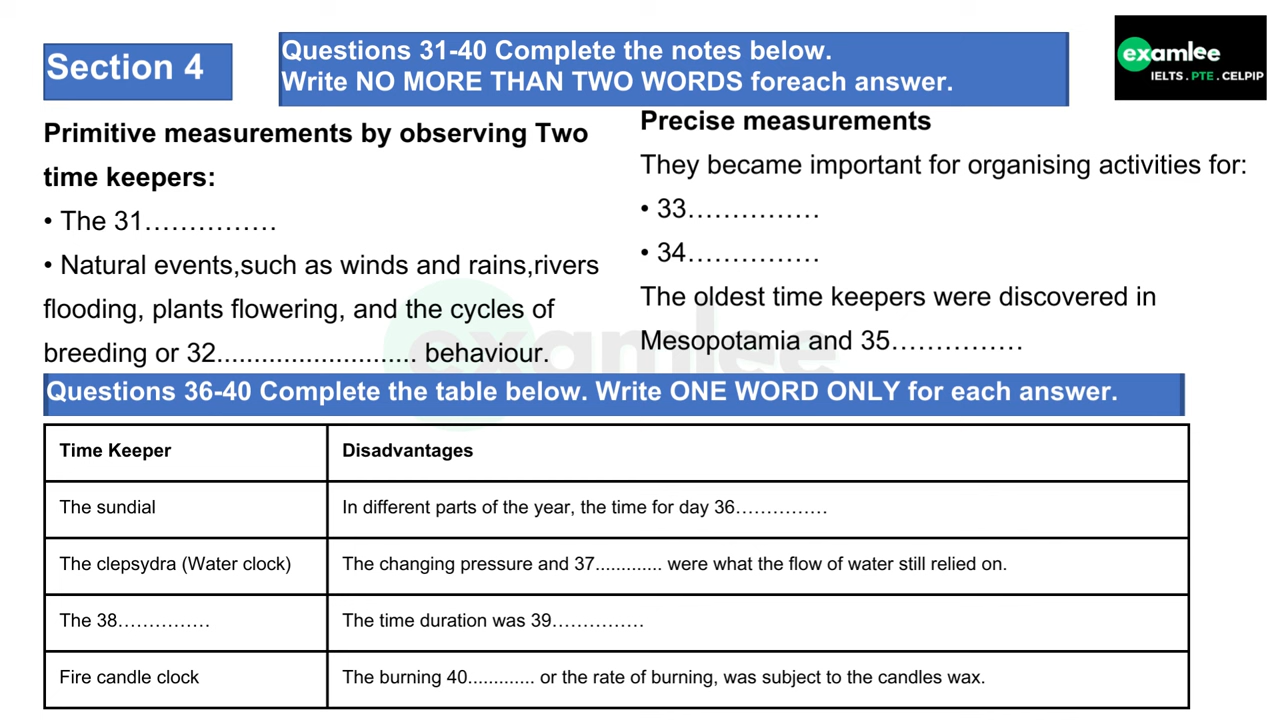 Section 4
Questions 31-40 Complete the notes below.
Write NO MORE THAN TWO WORDS foreach answer.
examlee
IELTS . PTE . CELPIP
Primitive measurements by observing Two
time keepers:
• The 31……………
• Natural events,such as winds and rains,rivers
flooding, plants flowering, and the cycles of
breeding or 32........................... behaviour.
Precise measurements
They became important for organising activities for:
• 33……………
• 34……………
The oldest time keepers were discovered in
Mesopotamia and 35……………
examlee
Questions 36-40 Complete the table below. Write ONE WORD ONLY for each answer.
Time Keeper
Disadvantages
The sundial
In different parts of the year, the time for day 36……………
The clepsydra (Water clock)
The changing pressure and 37............. were what the flow of water still relied on.
The 38……………
The time duration was 39……………
Fire candle clock
The burning 40............. or the rate of burning, was subject to the candles wax.